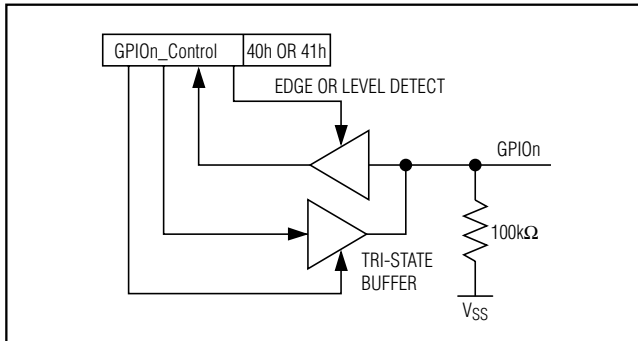 GPIOn_Control 40h OR 41h
EDGE OR LEVEL DETECT
GPIOn
100kΩ
TRI-STATE
BUFFER
VSS